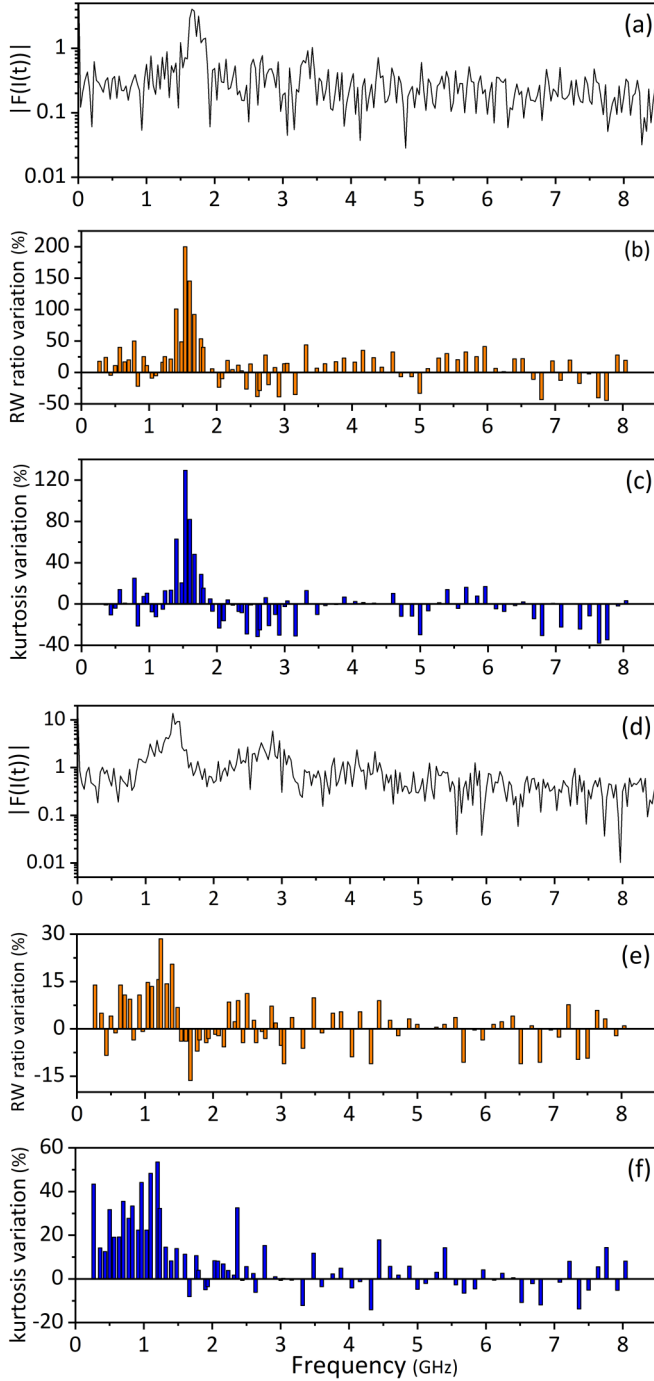 (a)
|F(I(t))|
1
0.1
0.01
0 1 2 3 4 5 6 7 8
(b)
RW ratio variation (%)
200
150
100
50
0
-50
0 1 2 3 4 5 6 7 8
(c)
kurtosis variation (%)
120
80
40
0
-40
0 1 2 3 4 5 6 7 8
(d)
|F(I(t))|
10
1
0.1
0.01
0 1 2 3 4 5 6 7 8
(e)
RW ratio variation (%)
30
15
0
-15
0 1 2 3 4 5 6 7 8
(f)
kurtosis variation (%)
60
40
20
0
-20
0 1 2 3 4 5 6 7 8
Frequency (GHz)